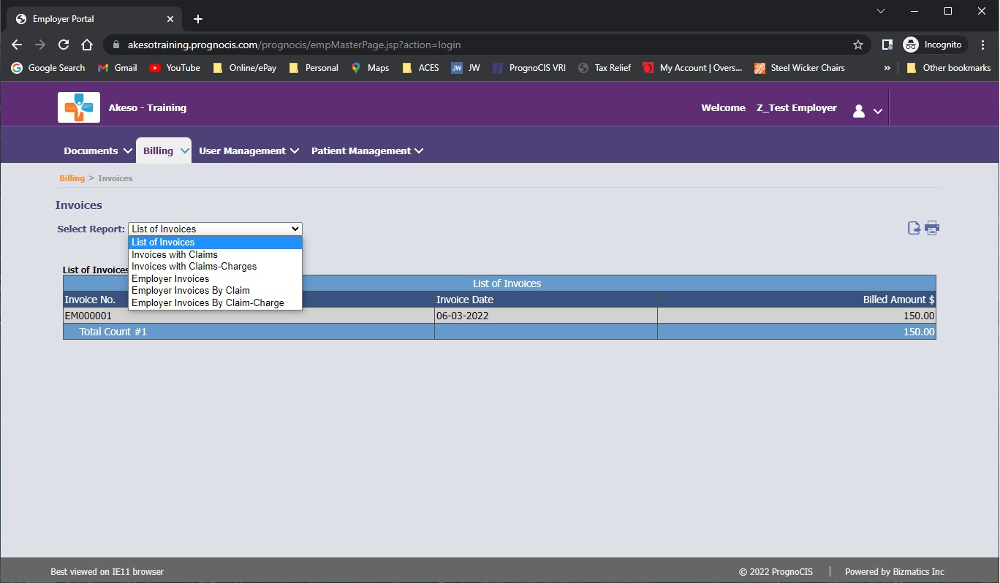 Employer Portal
akesotraining.prognocis.com/prognocis/empMasterPage.jsp?action=login
Incognito
Google Search Gmail YouTube Online/ePay Personal Maps ACES JW JW PrognoCIS VRI Tax Relief My Account | Overs... Steel Wicker Chairs » Other bookmarks
Akeso - Training
Welcome Z_Test Employer
Documents Billing User Management Patient Management
Billing > Invoices
Invoices
Select Report: List of Invoices
List of Invoices
Invoices with Claims
Invoices with Claims-Charges
Employer Invoices
Employer Invoices By Claim
Employer Invoices By Claim-Charge
List of Invoices
List of Invoices
Invoice No. Invoice Date Billed Amount $
EM000001 06-03-2022 150.00
Total Count #1 150.00
Best viewed on IE11 browser © 2022 PrognoCIS | Powered by Bizmatics Inc